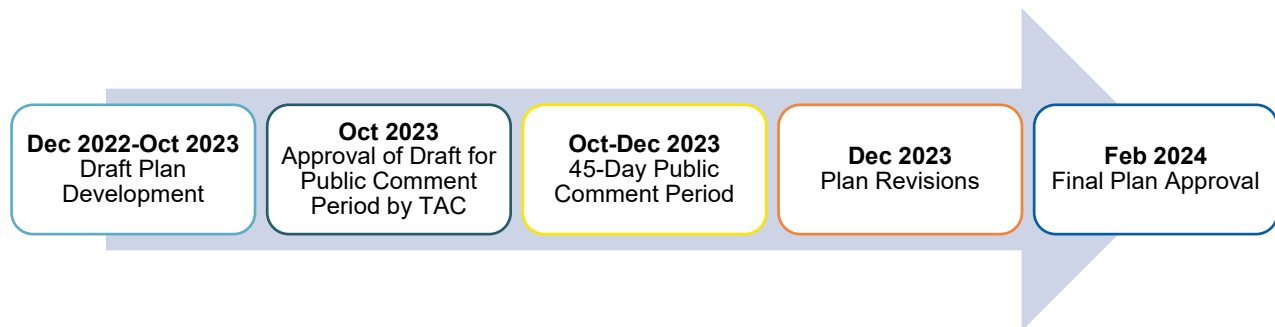 Dec 2022-Oct 2023
Draft Plan
Development
Oct 2023
Approval of Draft for
Public Comment
Period by TAC
Oct-Dec 2023
45-Day Public
Comment Period
Dec 2023
Plan Revisions
Feb 2024
Final Plan Approval